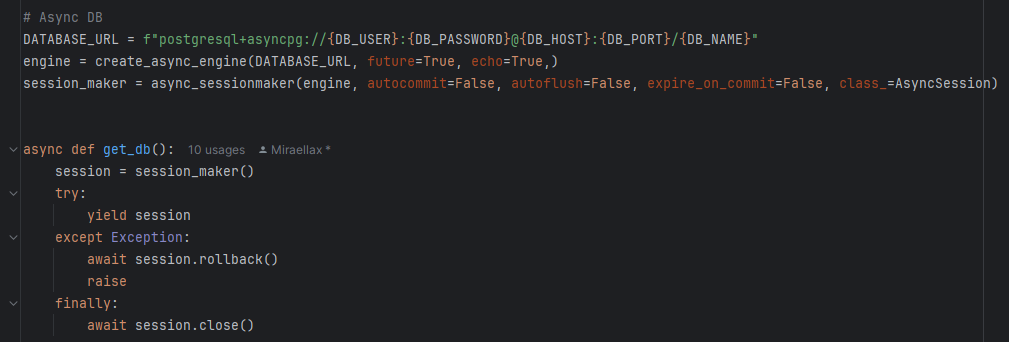 # Async DB
DATABASE_URL = f"postgresql+asyncpg://{DB_USER}:{DB_PASSWORD}@{DB_HOST}:{DB_PORT}/{DB_NAME}"
engine = create_async_engine(DATABASE_URL, future=True, echo=True,)
session_maker = async_sessionmaker(engine, autocommit=False, autoflush=False, expire_on_commit=False, class_=AsyncSession)
async def get_db(): 10 usages Miraellax *
    session = session_maker()
    try:
        yield session
    except Exception:
        await session.rollback()
        raise
    finally:
        await session.close()